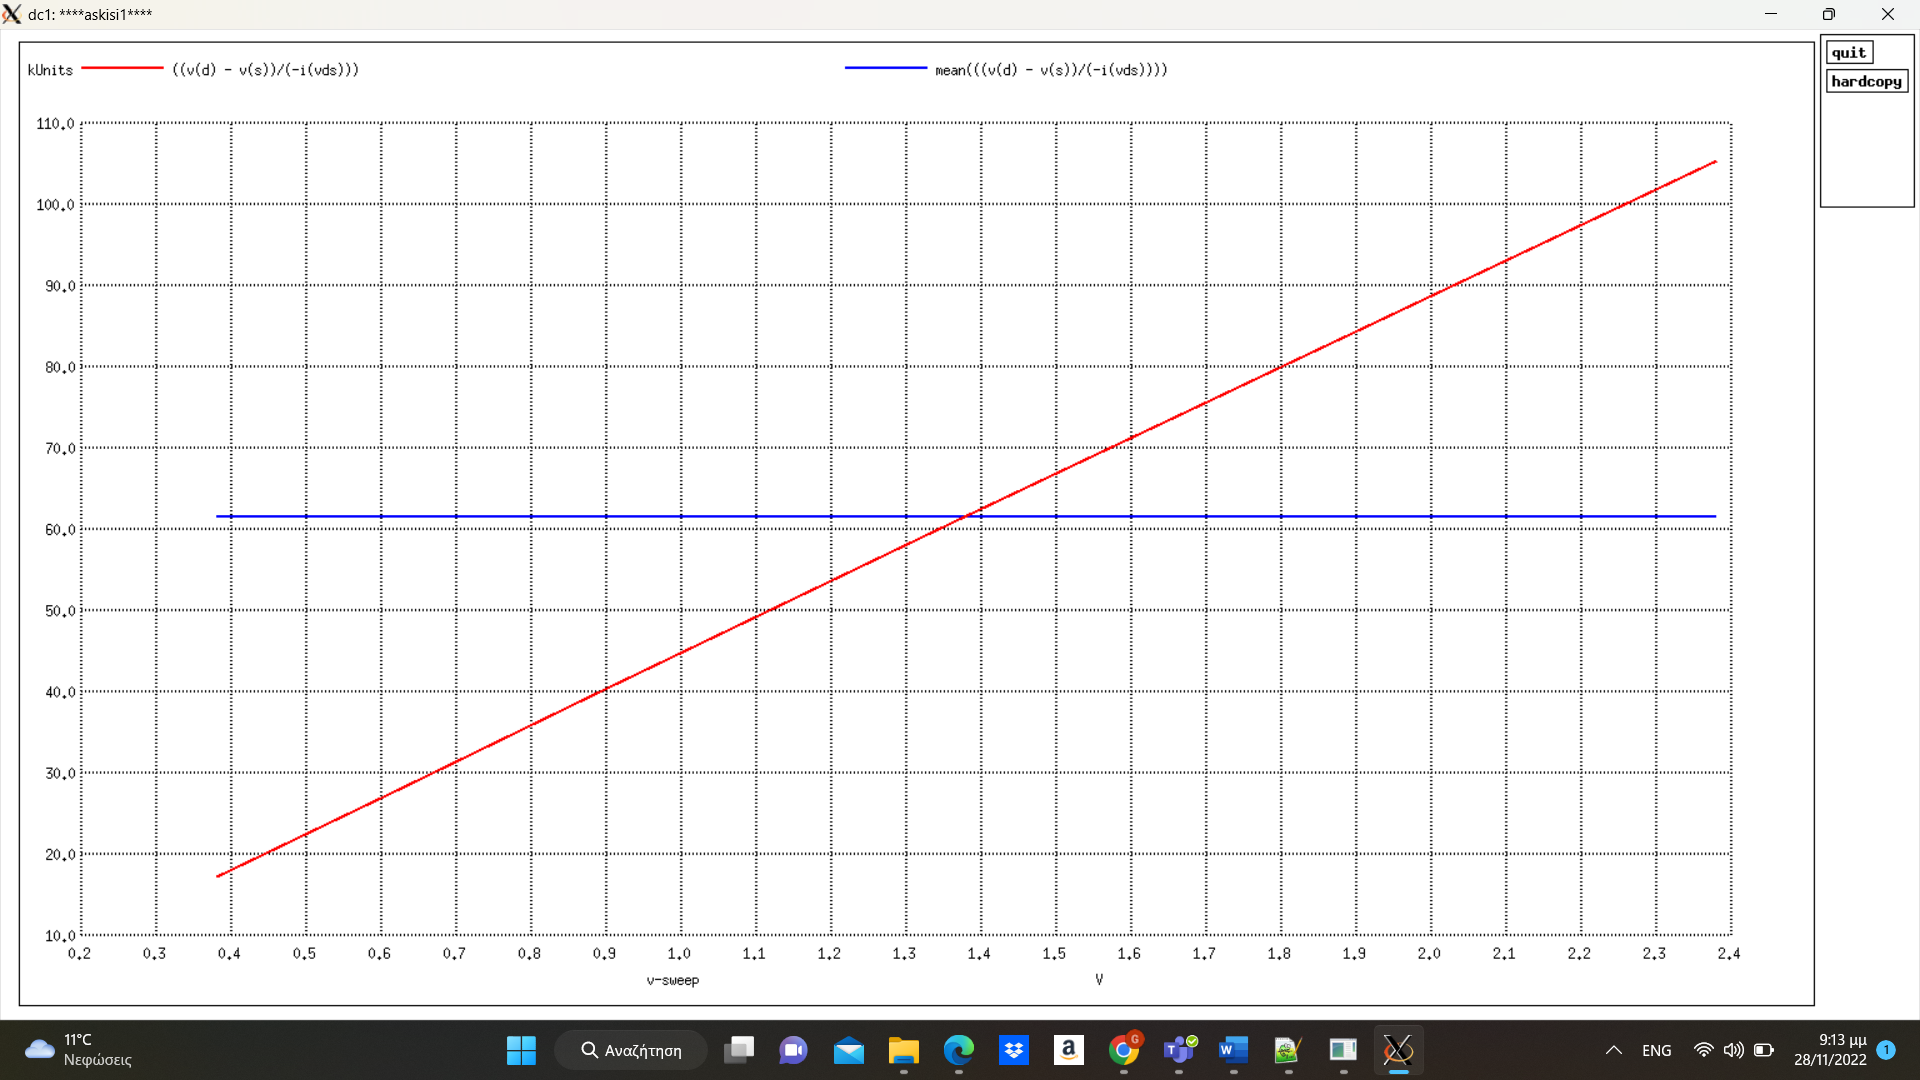 dc1: ****askisi1****
quit
hardcopy
kUnits ((v(d) - v(s))/(-i(vds))) mean(((v(d) - v(s))/(-i(vds))))
110.0
100.0
90.0
80.0
70.0
60.0
50.0
40.0
30.0
20.0
10.0
0.2 0.3 0.4 0.5 0.6 0.7 0.8 0.9 1.0 1.1 1.2 1.3 1.4 1.5 1.6 1.7 1.8 1.9 2.0 2.1 2.2 2.3 2.4
v-sweep V
11°C
Νεφώσεις
Αναζήτηση
ENG
9:13 μμ
28/11/2022
1